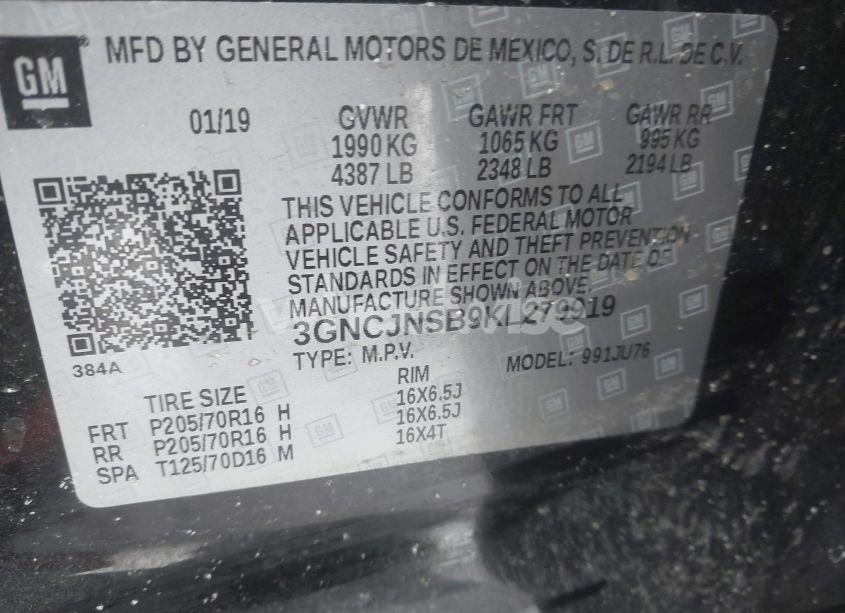 GM
MFD BY GENERAL MOTORS DE MEXICO, S. DE R.L. DE C.V.
01/19 GVWR GAWR FRT GAWR RR
1990 KG 1065 KG 995 KG
4387 LB 2348 LB 2194 LB
THIS VEHICLE CONFORMS TO ALL
APPLICABLE U.S. FEDERAL MOTOR
VEHICLE SAFETY AND THEFT PREVENTION
STANDARDS IN EFFECT ON THE DATE OF
MANUFACTURE SHOWN ABOVE.
3GNCJNSB9KL279919
384A TYPE: M.P.V. MODEL: 991JU76
TIRE SIZE RIM
FRT P205/70R16 H 16X6.5J
RR P205/70R16 H 16X6.5J
SPA T125/70D16 M 16X4T